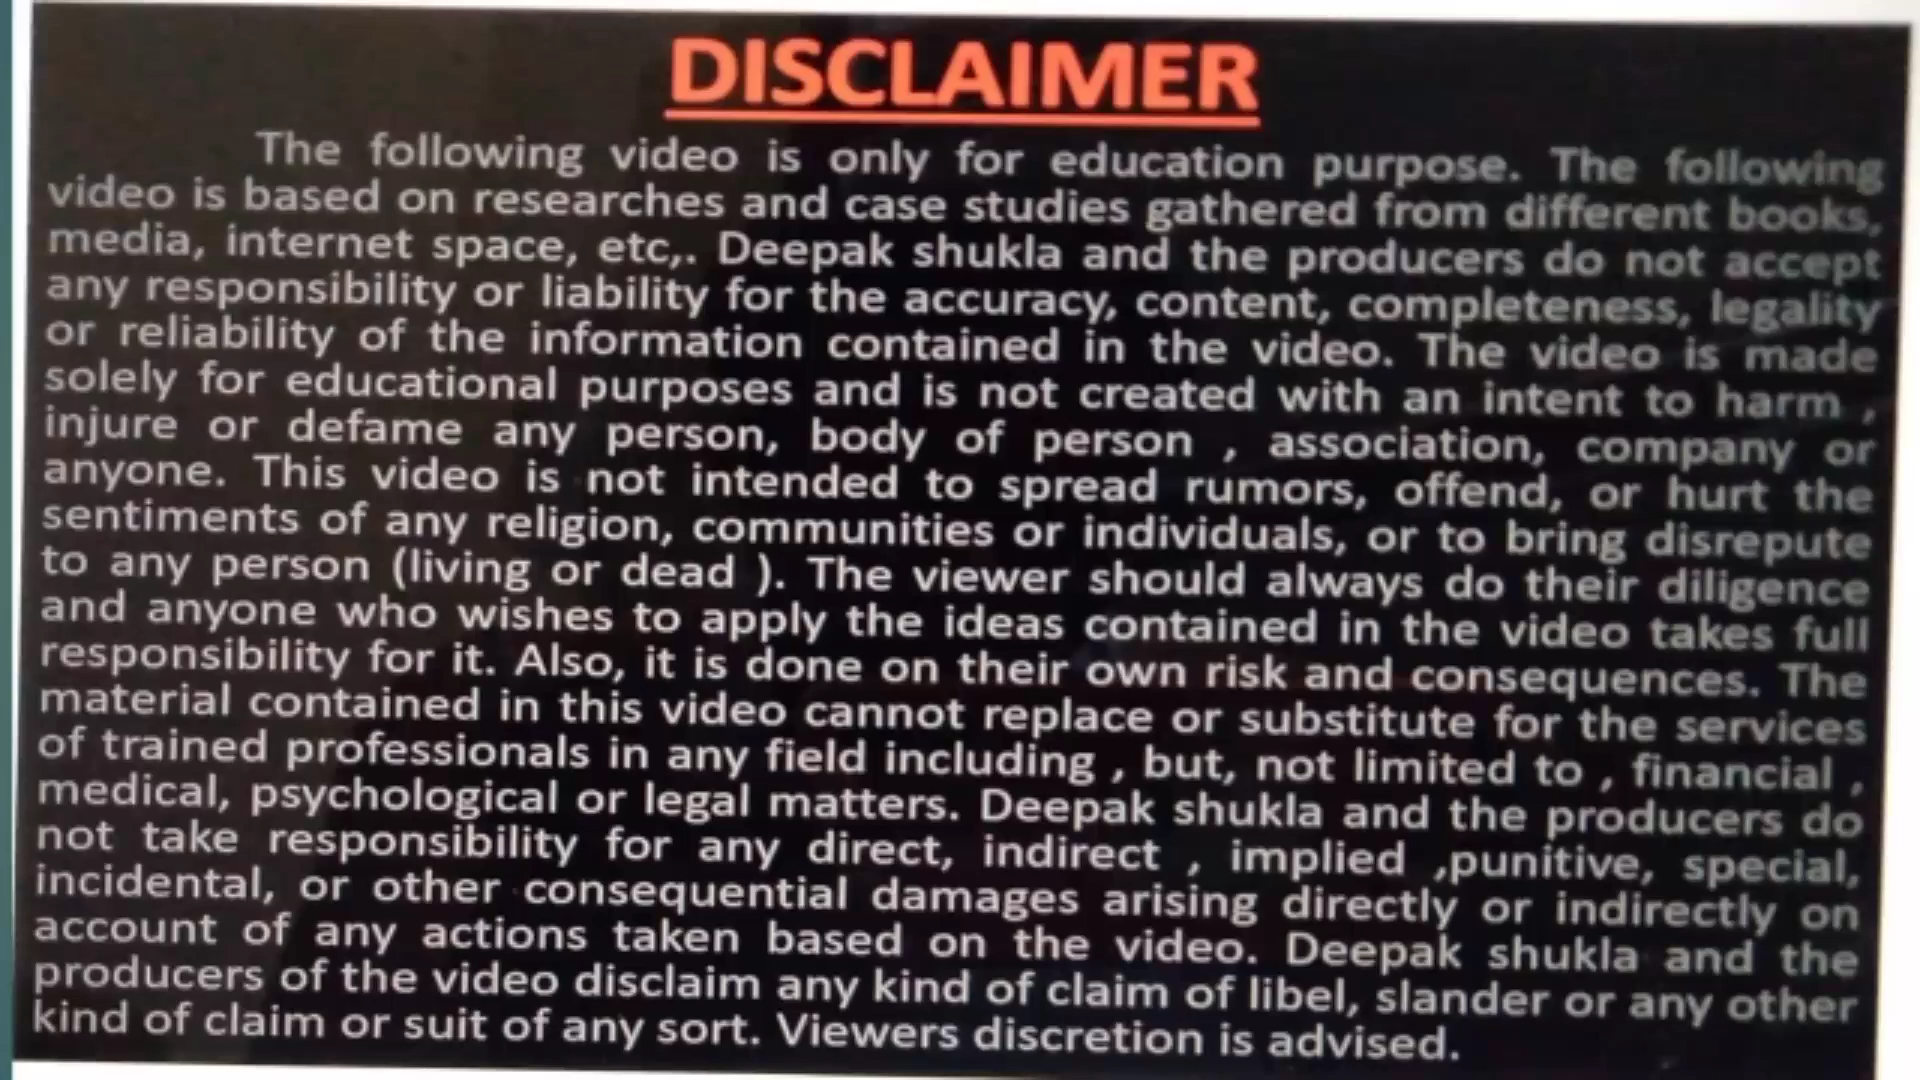 DISCLAIMER
The following video is only for education purpose. The following
video is based on researches and case studies gathered from different books,
media, internet space, etc,. Deepak shukla and the producers do not accept
any responsibility or liability for the accuracy, content, completeness, legality
or reliability of the information contained in the video. The video is made
solely for educational purposes and is not created with an intent to harm ,
injure or defame any person, body of person , association, company or
anyone. This video is not intended to spread rumors, offend, or hurt the
sentiments of any religion, communities or individuals, or to bring disrepute
to any person (living or dead ). The viewer should always do their diligence
and anyone who wishes to apply the ideas contained in the video takes full
responsibility for it. Also, it is done on their own risk and consequences. The
material contained in this video cannot replace or substitute for the services
of trained professionals in any field including , but, not limited to , financial ,
medical, psychological or legal matters. Deepak shukla and the producers do
not take responsibility for any direct, indirect , implied ,punitive, special,
incidental, or other consequential damages arising directly or indirectly on
account of any actions taken based on the video. Deepak shukla and the
producers of the video disclaim any kind of claim of libel, slander or any other
kind of claim or suit of any sort. Viewers discretion is advised.